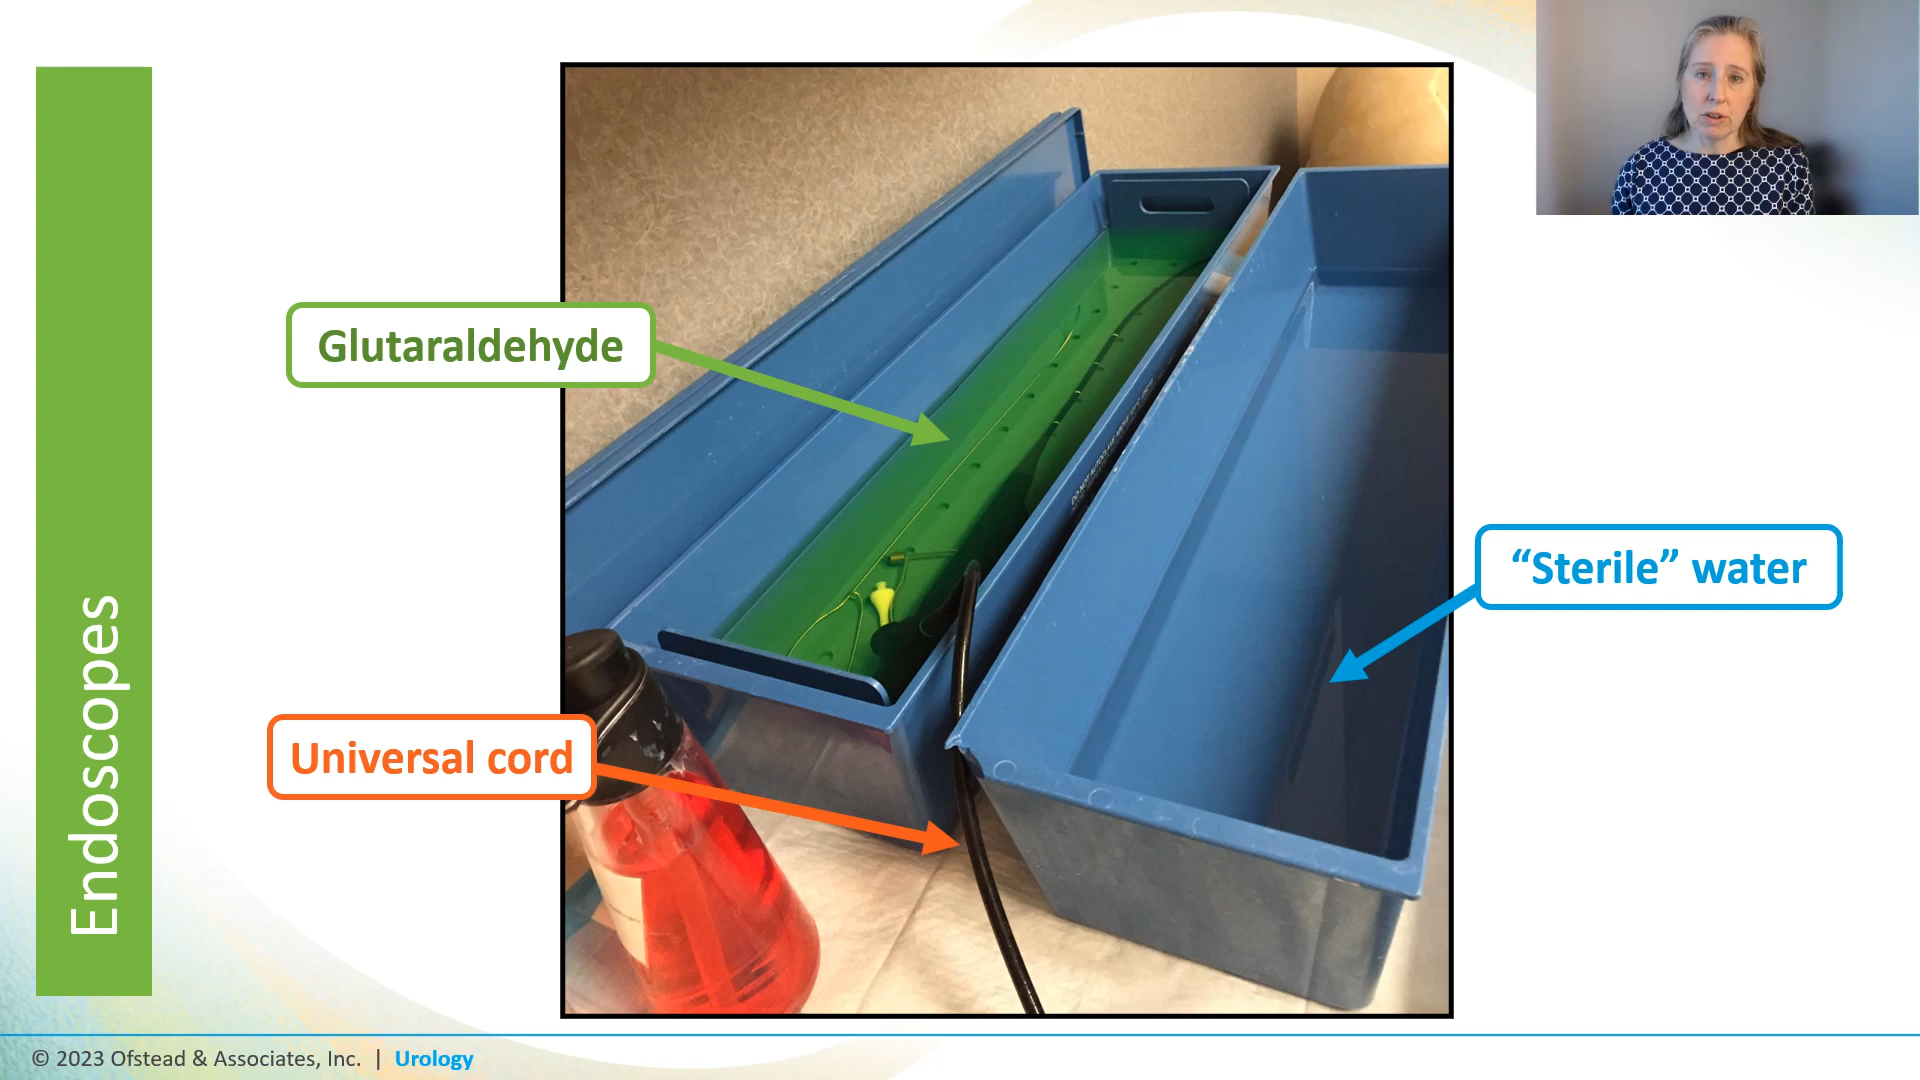 Endoscopes
Glutaraldehyde
“Sterile” water
Universal cord
© 2023 Ofstead & Associates, Inc. | Urology